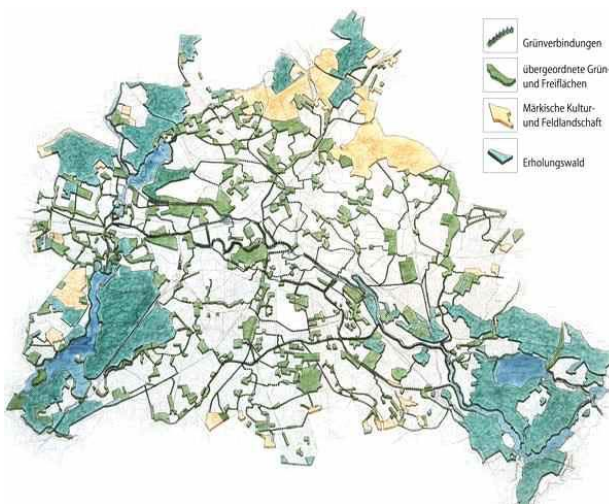 Grünverbindungen
übergeordnete Grün-
und Freiflächen
Märkische Kultur-
und Feldlandschaft
Erholungswald